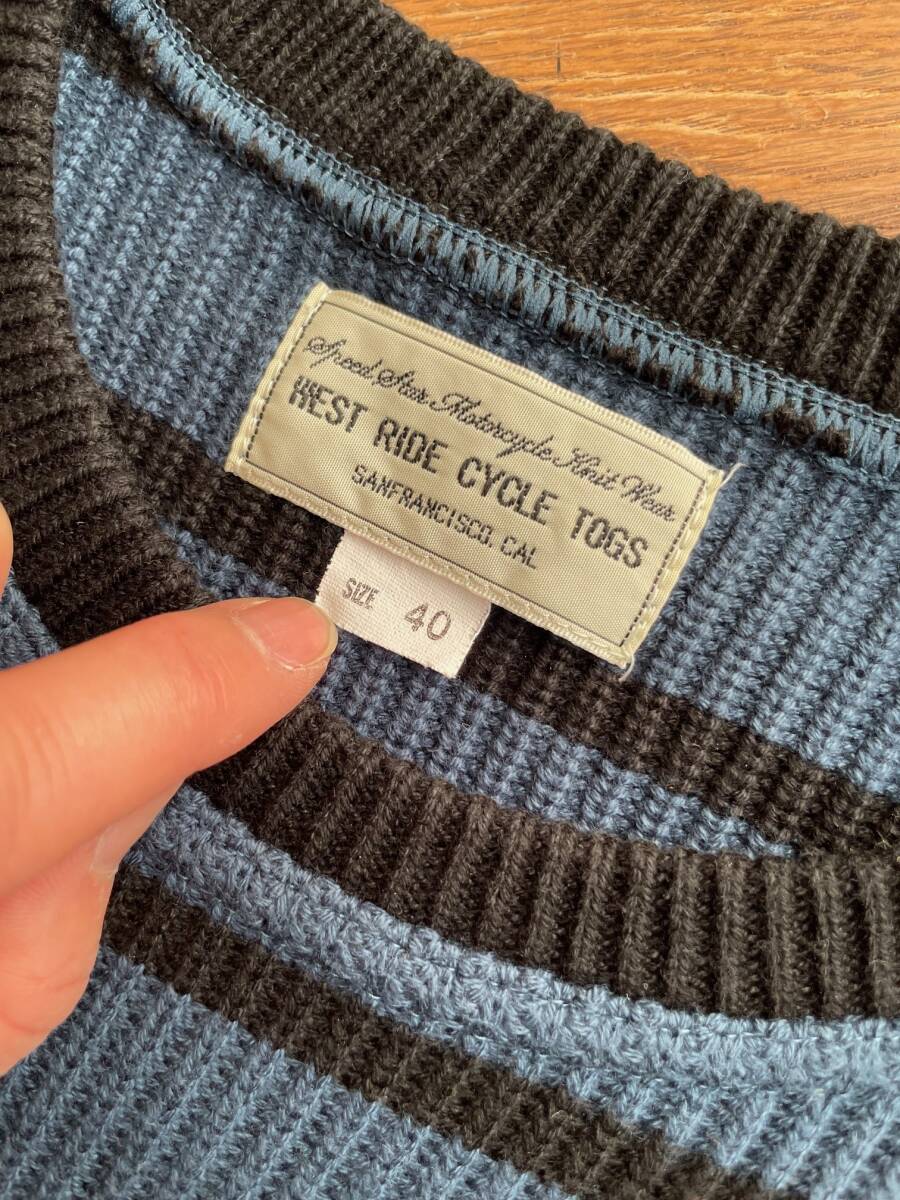 Speed Star Motorcycle Knit Wear
WEST RIDE CYCLE TOGS
SANFRANCISCO, CAL
SIZE 40